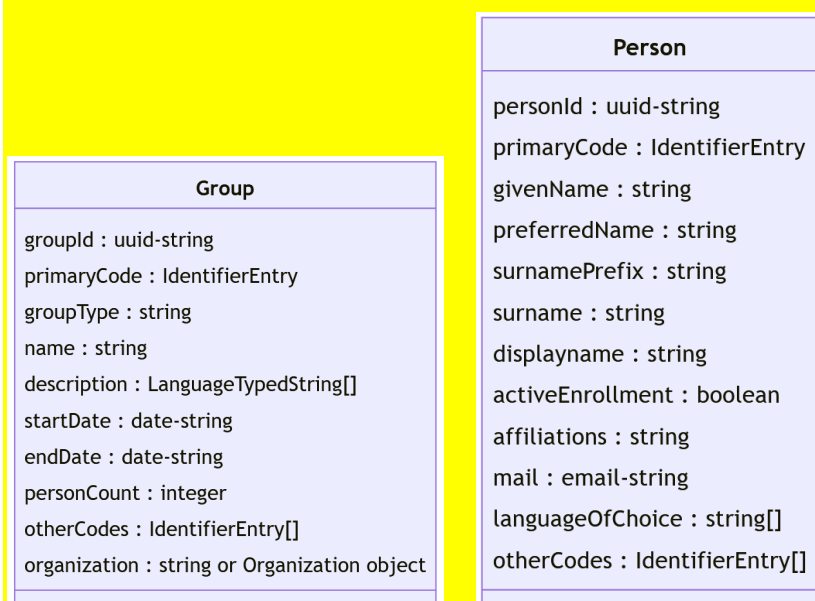 Group
groupId : uuid-string
primaryCode : IdentifierEntry
groupType : string
name : string
description : LanguageTypedString[]
startDate : date-string
endDate : date-string
personCount : integer
otherCodes : IdentifierEntry[]
organization : string or Organization object
Person
personId : uuid-string
primaryCode : IdentifierEntry
givenName : string
preferredName : string
surnamePrefix : string
surname : string
displayname : string
activeEnrollment : boolean
affiliations : string
mail : email-string
languageOfChoice : string[]
otherCodes : IdentifierEntry[]